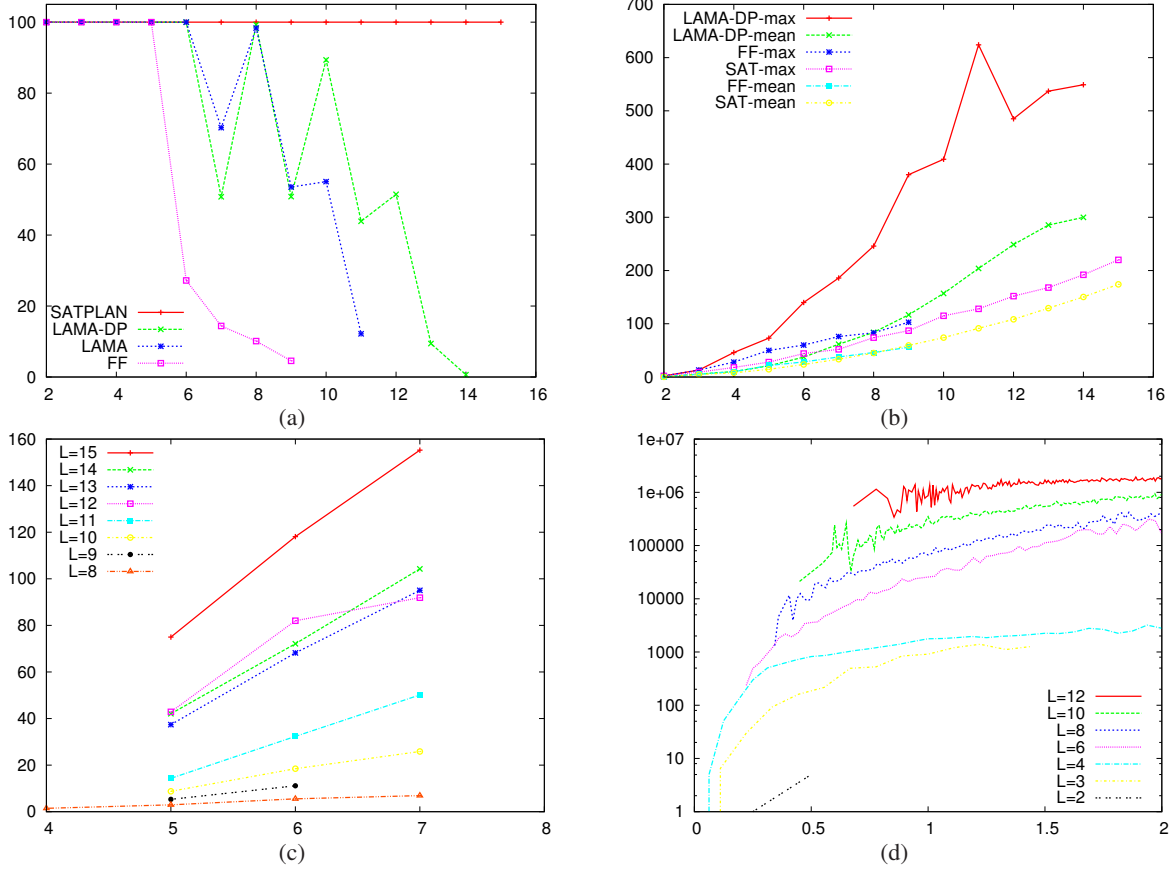 100
80
60
40
20
0
SATPLAN
LAMA-DP
LAMA
FF
2 4 6 8 10 12 14 16
(a)
700
600
500
400
300
200
100
0
LAMA-DP-max
LAMA-DP-mean
FF-max
SAT-max
FF-mean
SAT-mean
2 4 6 8 10 12 14 16
(b)
160
140
120
100
80
60
40
20
0
L=15
L=14
L=13
L=12
L=11
L=10
L=9
L=8
4 5 6 7 8
(c)
1e+07
1e+06
100000
10000
1000
100
10
1
L=12
L=10
L=8
L=6
L=4
L=3
L=2
0 0.5 1 1.5 2
(d)